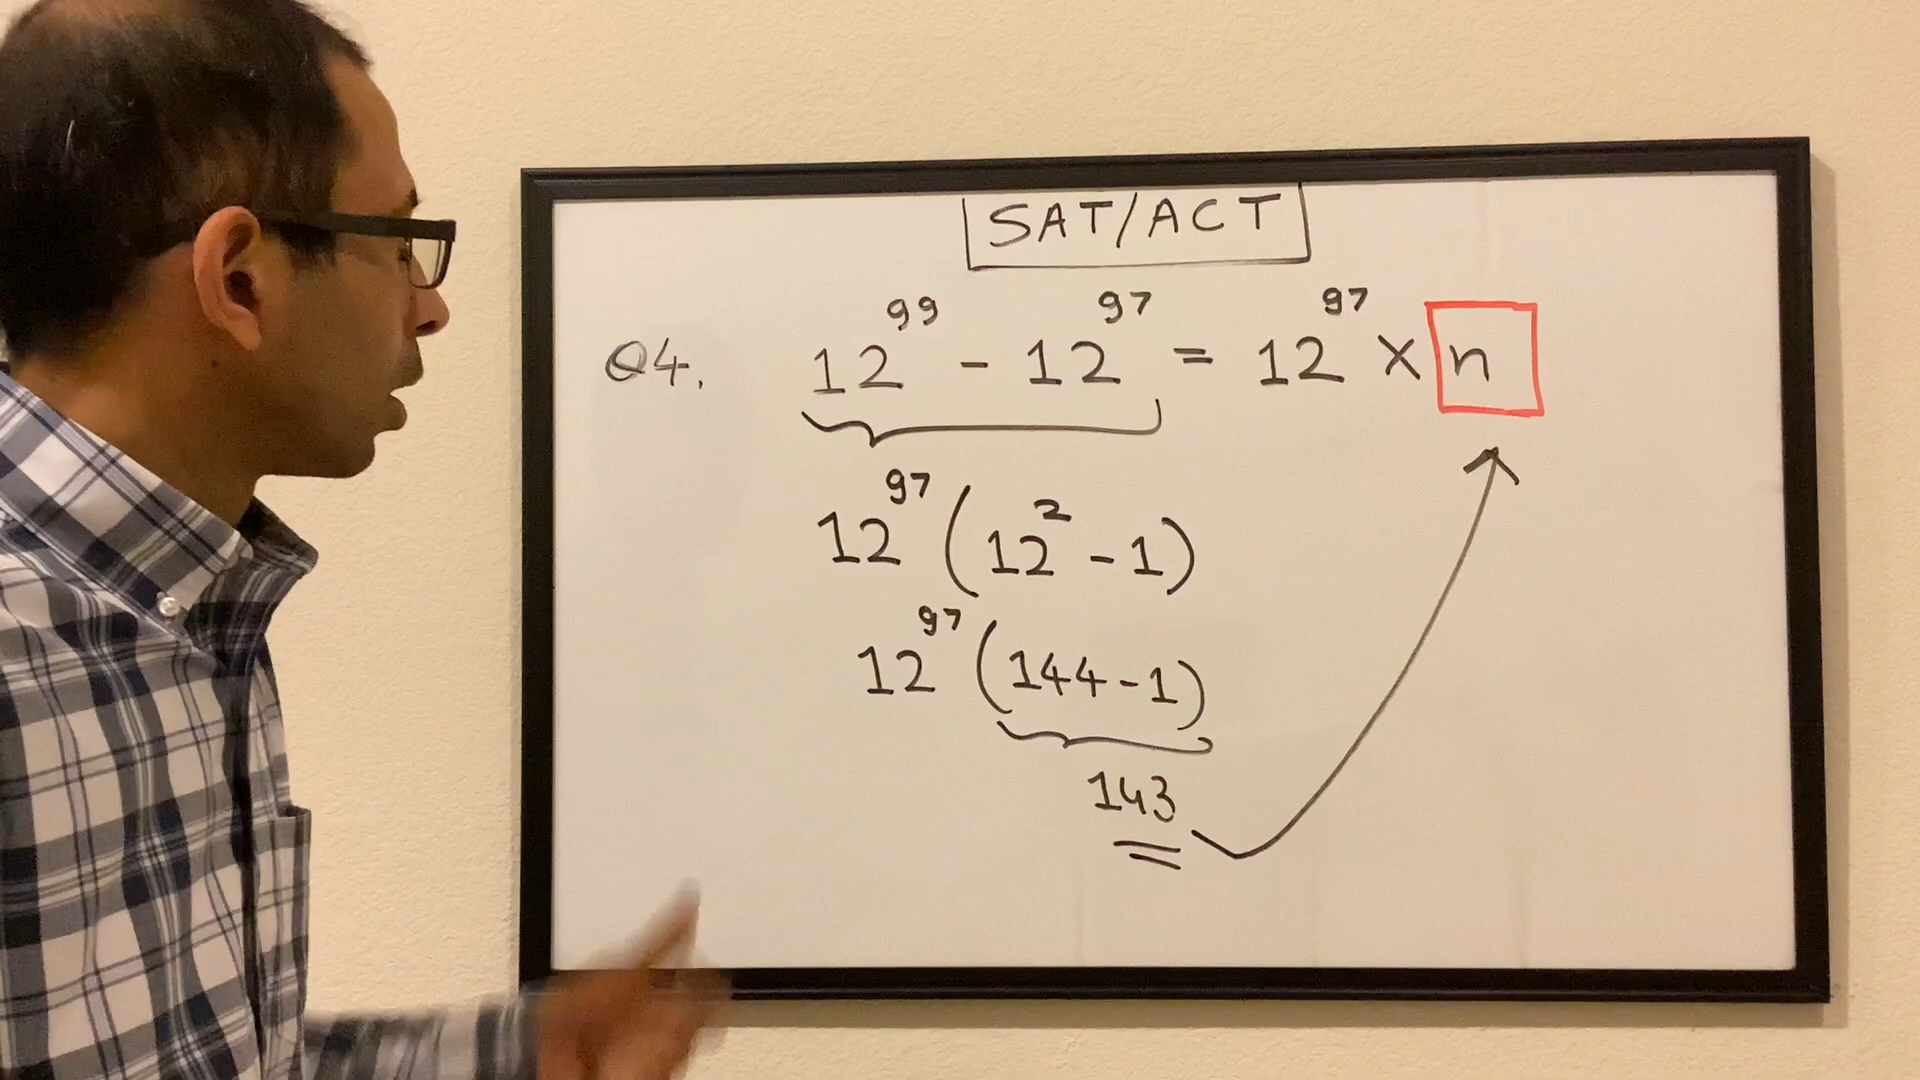 SAT/ACT
Q4. 12⁹⁹ - 12⁹⁷ = 12⁹⁷ × n
12⁹⁷ (12² - 1)
12⁹⁷ (144 - 1)
143